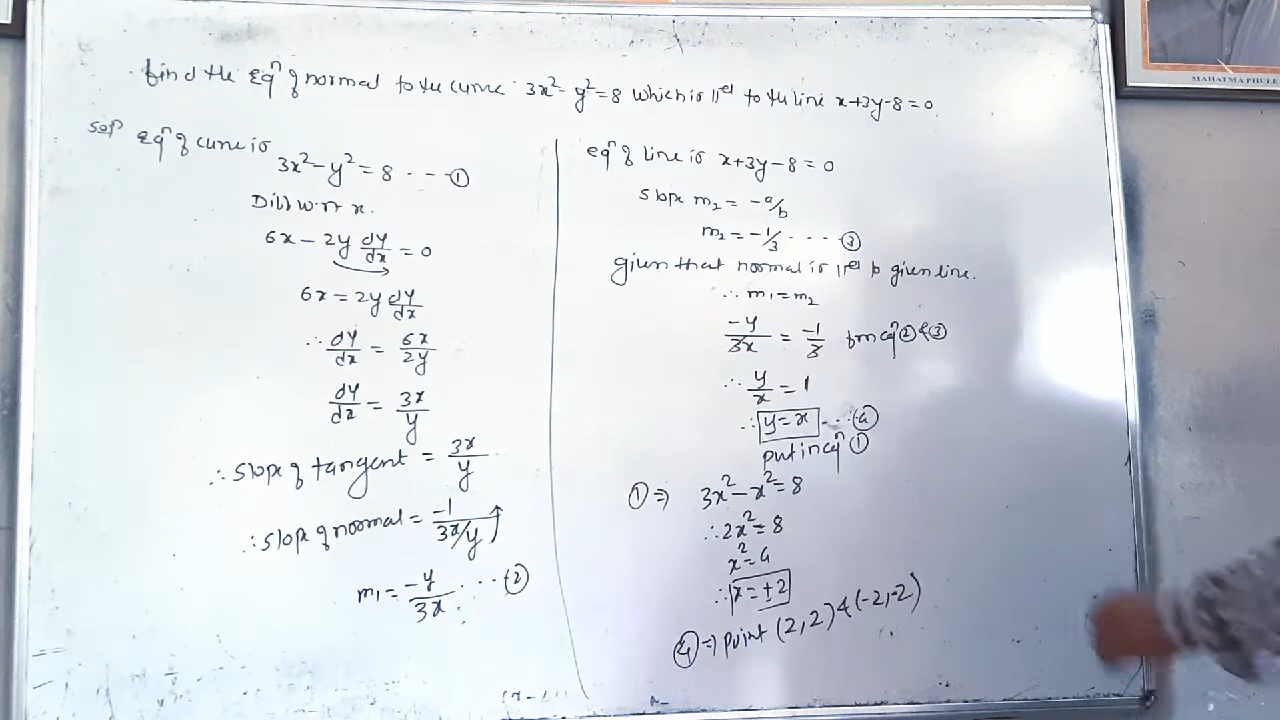 find the Eqⁿ of normal to the curve 3x² - y² = 8 which is ||el to the line x+3y-8=0.
Solⁿ Eqⁿ of curve is
3x² - y² = 8 --- ①
Diff w.r.t x.
6x - 2y dy/dx = 0
6x = 2y dy/dx
∴ dy/dx = 6x/2y
dy/dx = 3x/y
∴ slope of tangent = 3x/y
∴ slope of normal = -1/(3x/y)
m₁ = -y/3x ... ②
eqⁿ of line is x+3y-8=0
slope m₂ = -a/b
m₂ = -1/3 ---- ③
given that normal is ||el to given line.
∴ m₁ = m₂
-y/3x = -1/3 from eqⁿ ② & ③
∴ y/x = 1
∴ y = x ... ④
put in eqⁿ ①
① ⇒ 3x² - x² = 8
∴ 2x² = 8
x² = 4
∴ x = ±2
④ ⇒ point (2,2) & (-2,-2)
MAHATMA PHULE